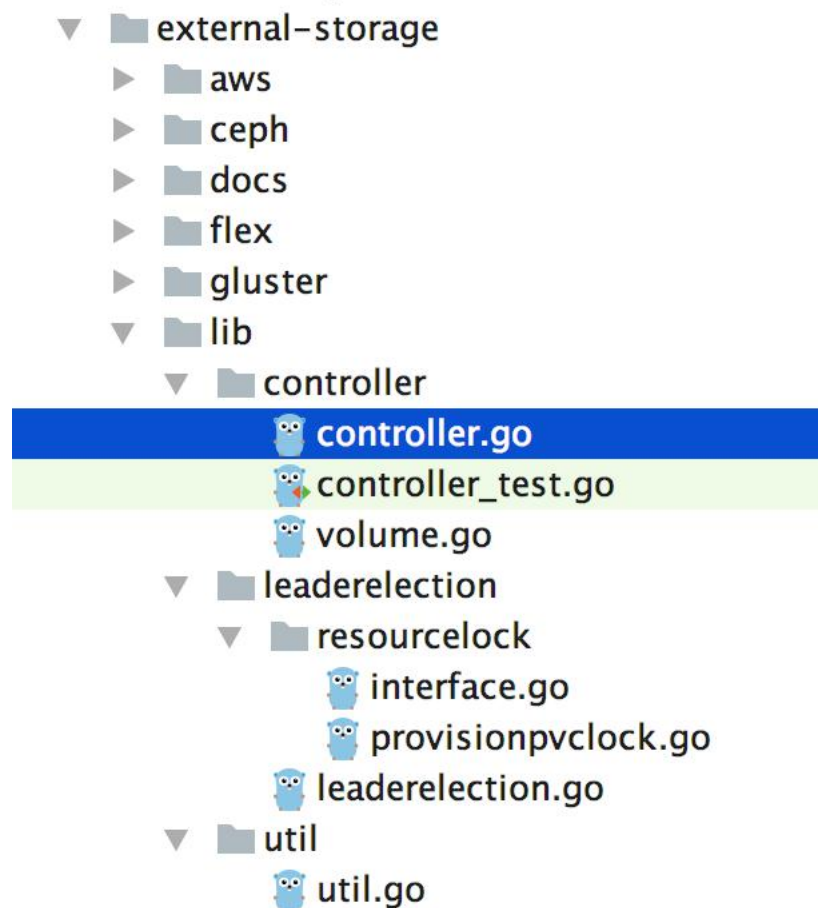 external-storage
aws
ceph
docs
flex
gluster
lib
controller
controller.go
controller_test.go
volume.go
leaderelection
resourcelock
interface.go
provisionpvclock.go
leaderelection.go
util
util.go